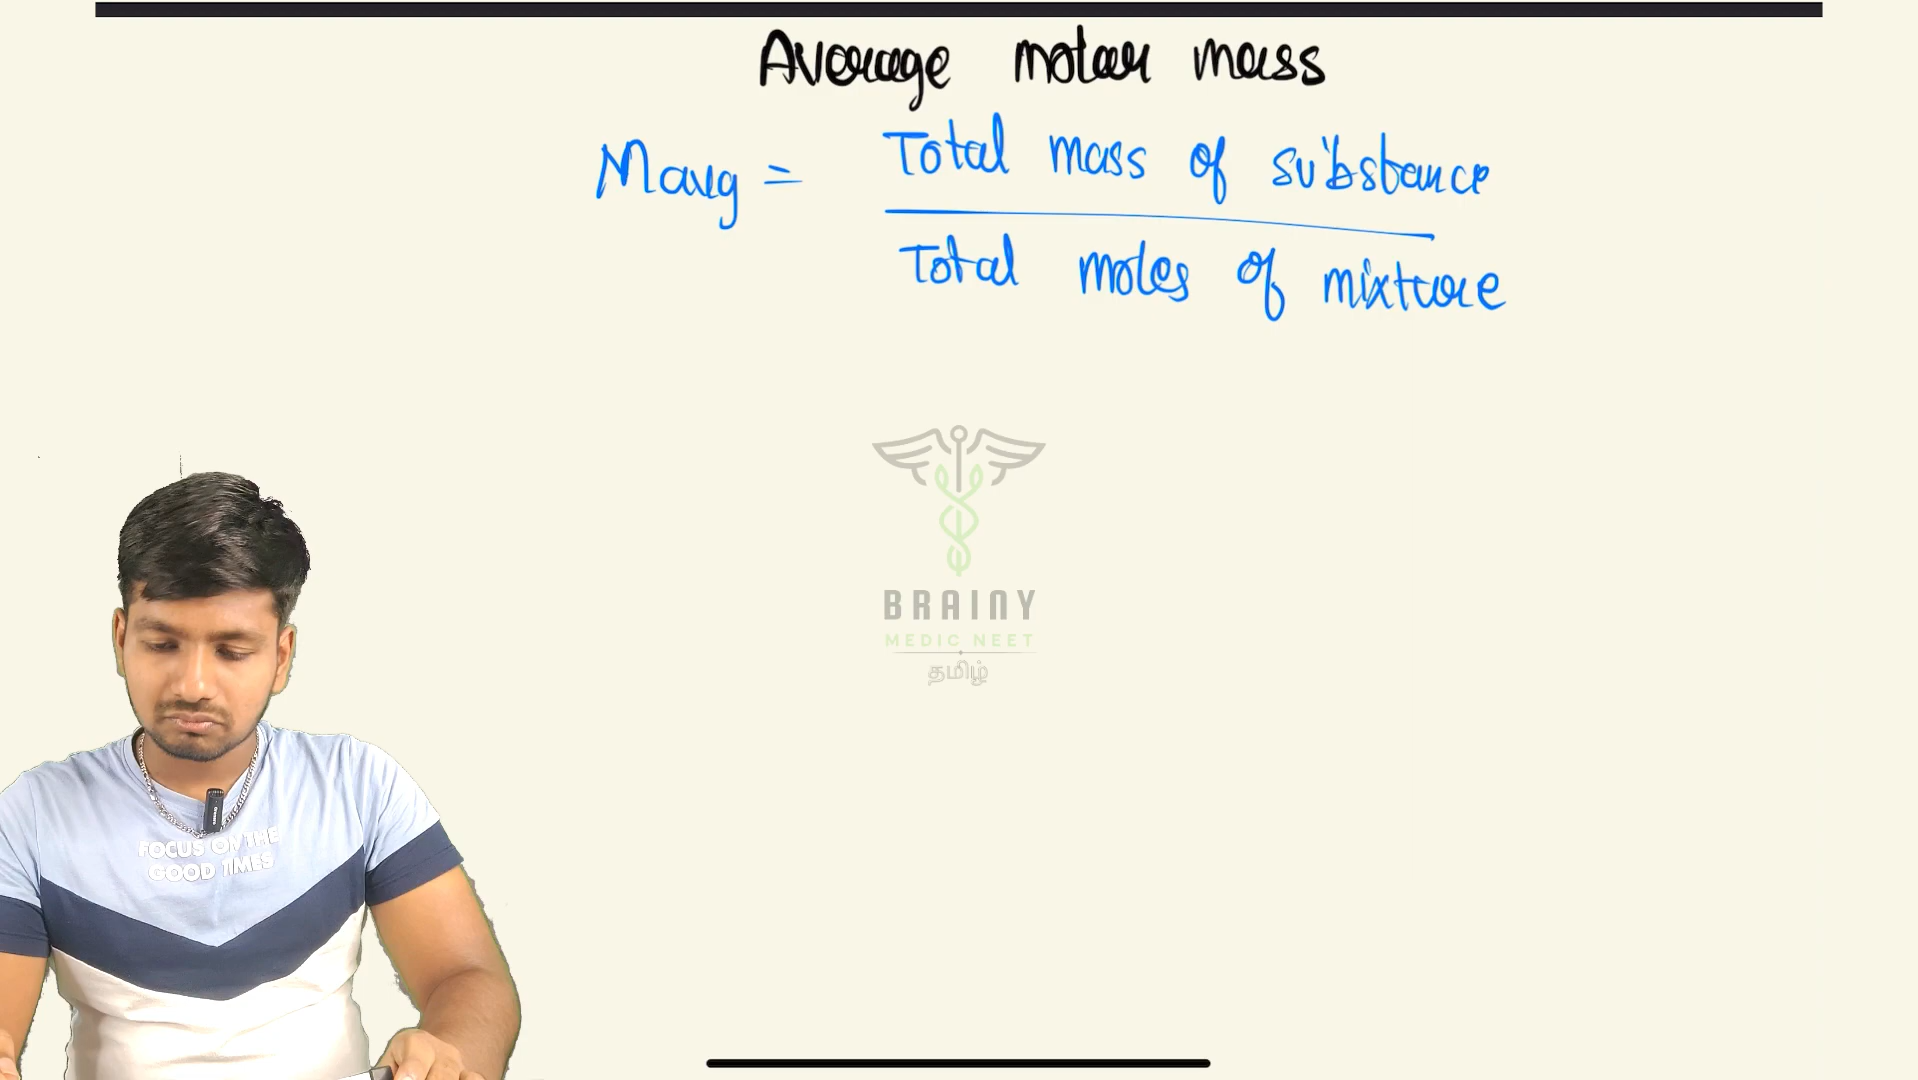 Average molar mass
Mavg = Total mass of substance
Total moles of mixture
BRAINY
MEDIC NEET
தமிழ்
FOCUS ON THE
GOOD TIMES